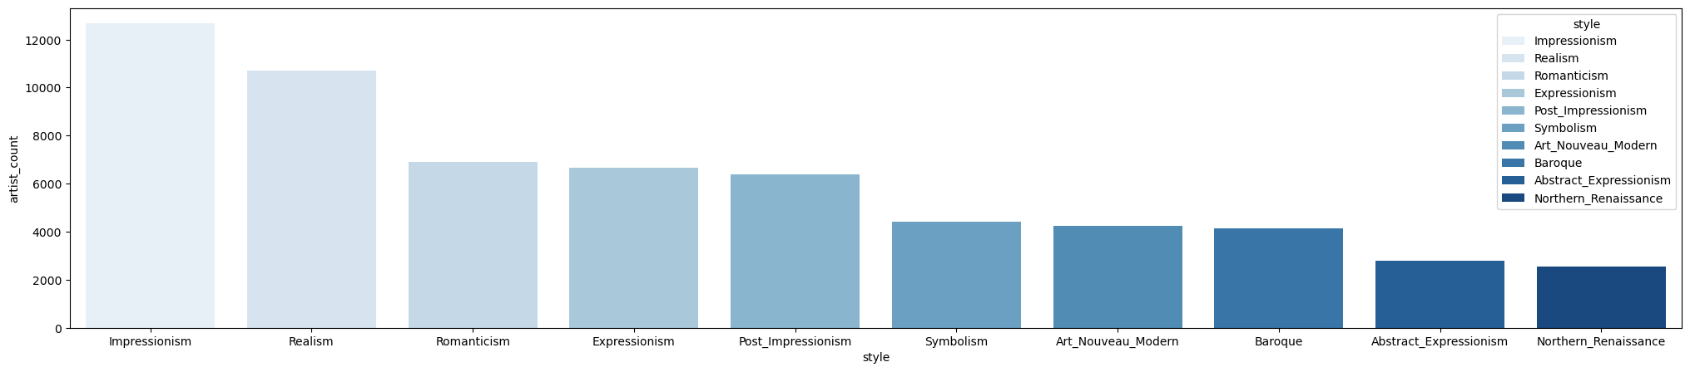 12000
10000
8000
6000
4000
2000
0
artist_count
style
Impressionism
Realism
Romanticism
Expressionism
Post_Impressionism
Symbolism
Art_Nouveau_Modern
Baroque
Abstract_Expressionism
Northern_Renaissance
Impressionism Realism Romanticism Expressionism Post_Impressionism Symbolism Art_Nouveau_Modern Baroque Abstract_Expressionism Northern_Renaissance
style